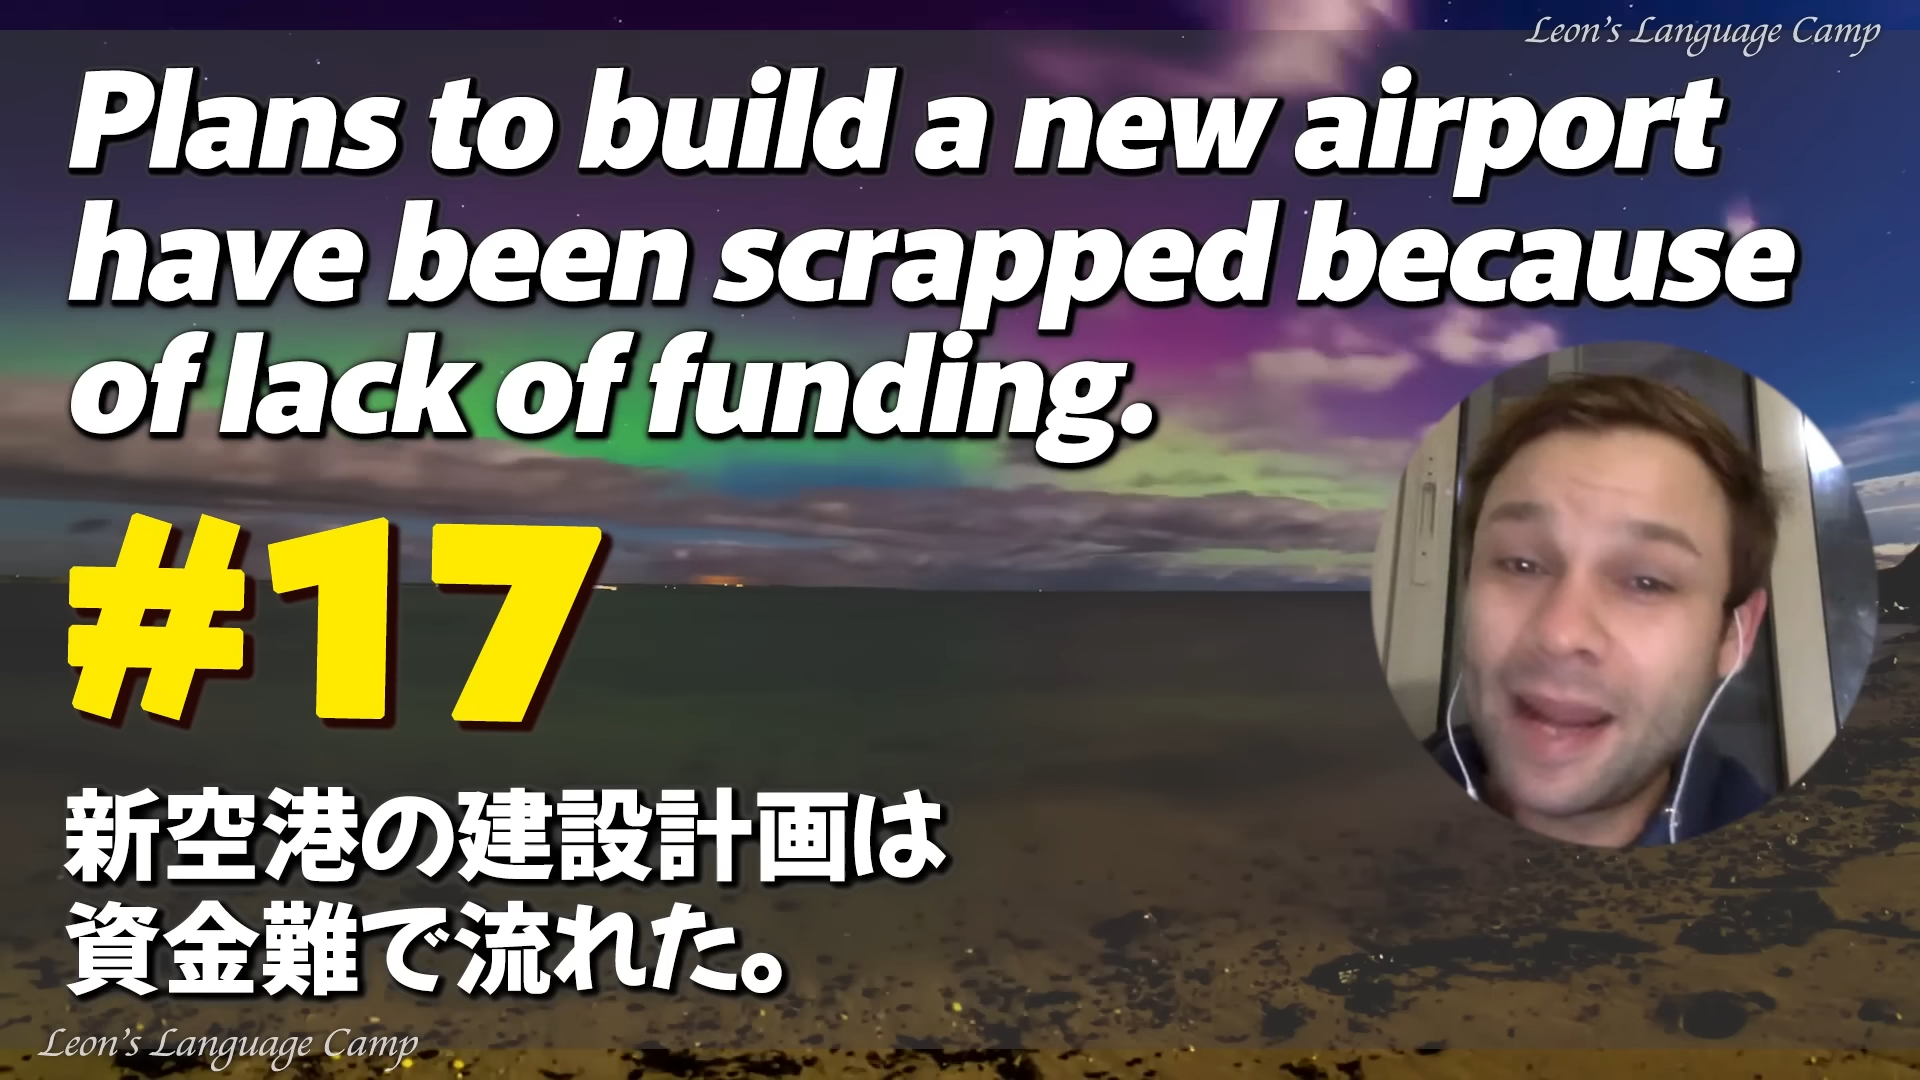 Leon's Language Camp
Plans to build a new airport
have been scrapped because
of lack of funding.
#17
新空港の建設計画は
資金難で流れた。
Leon's Language Camp